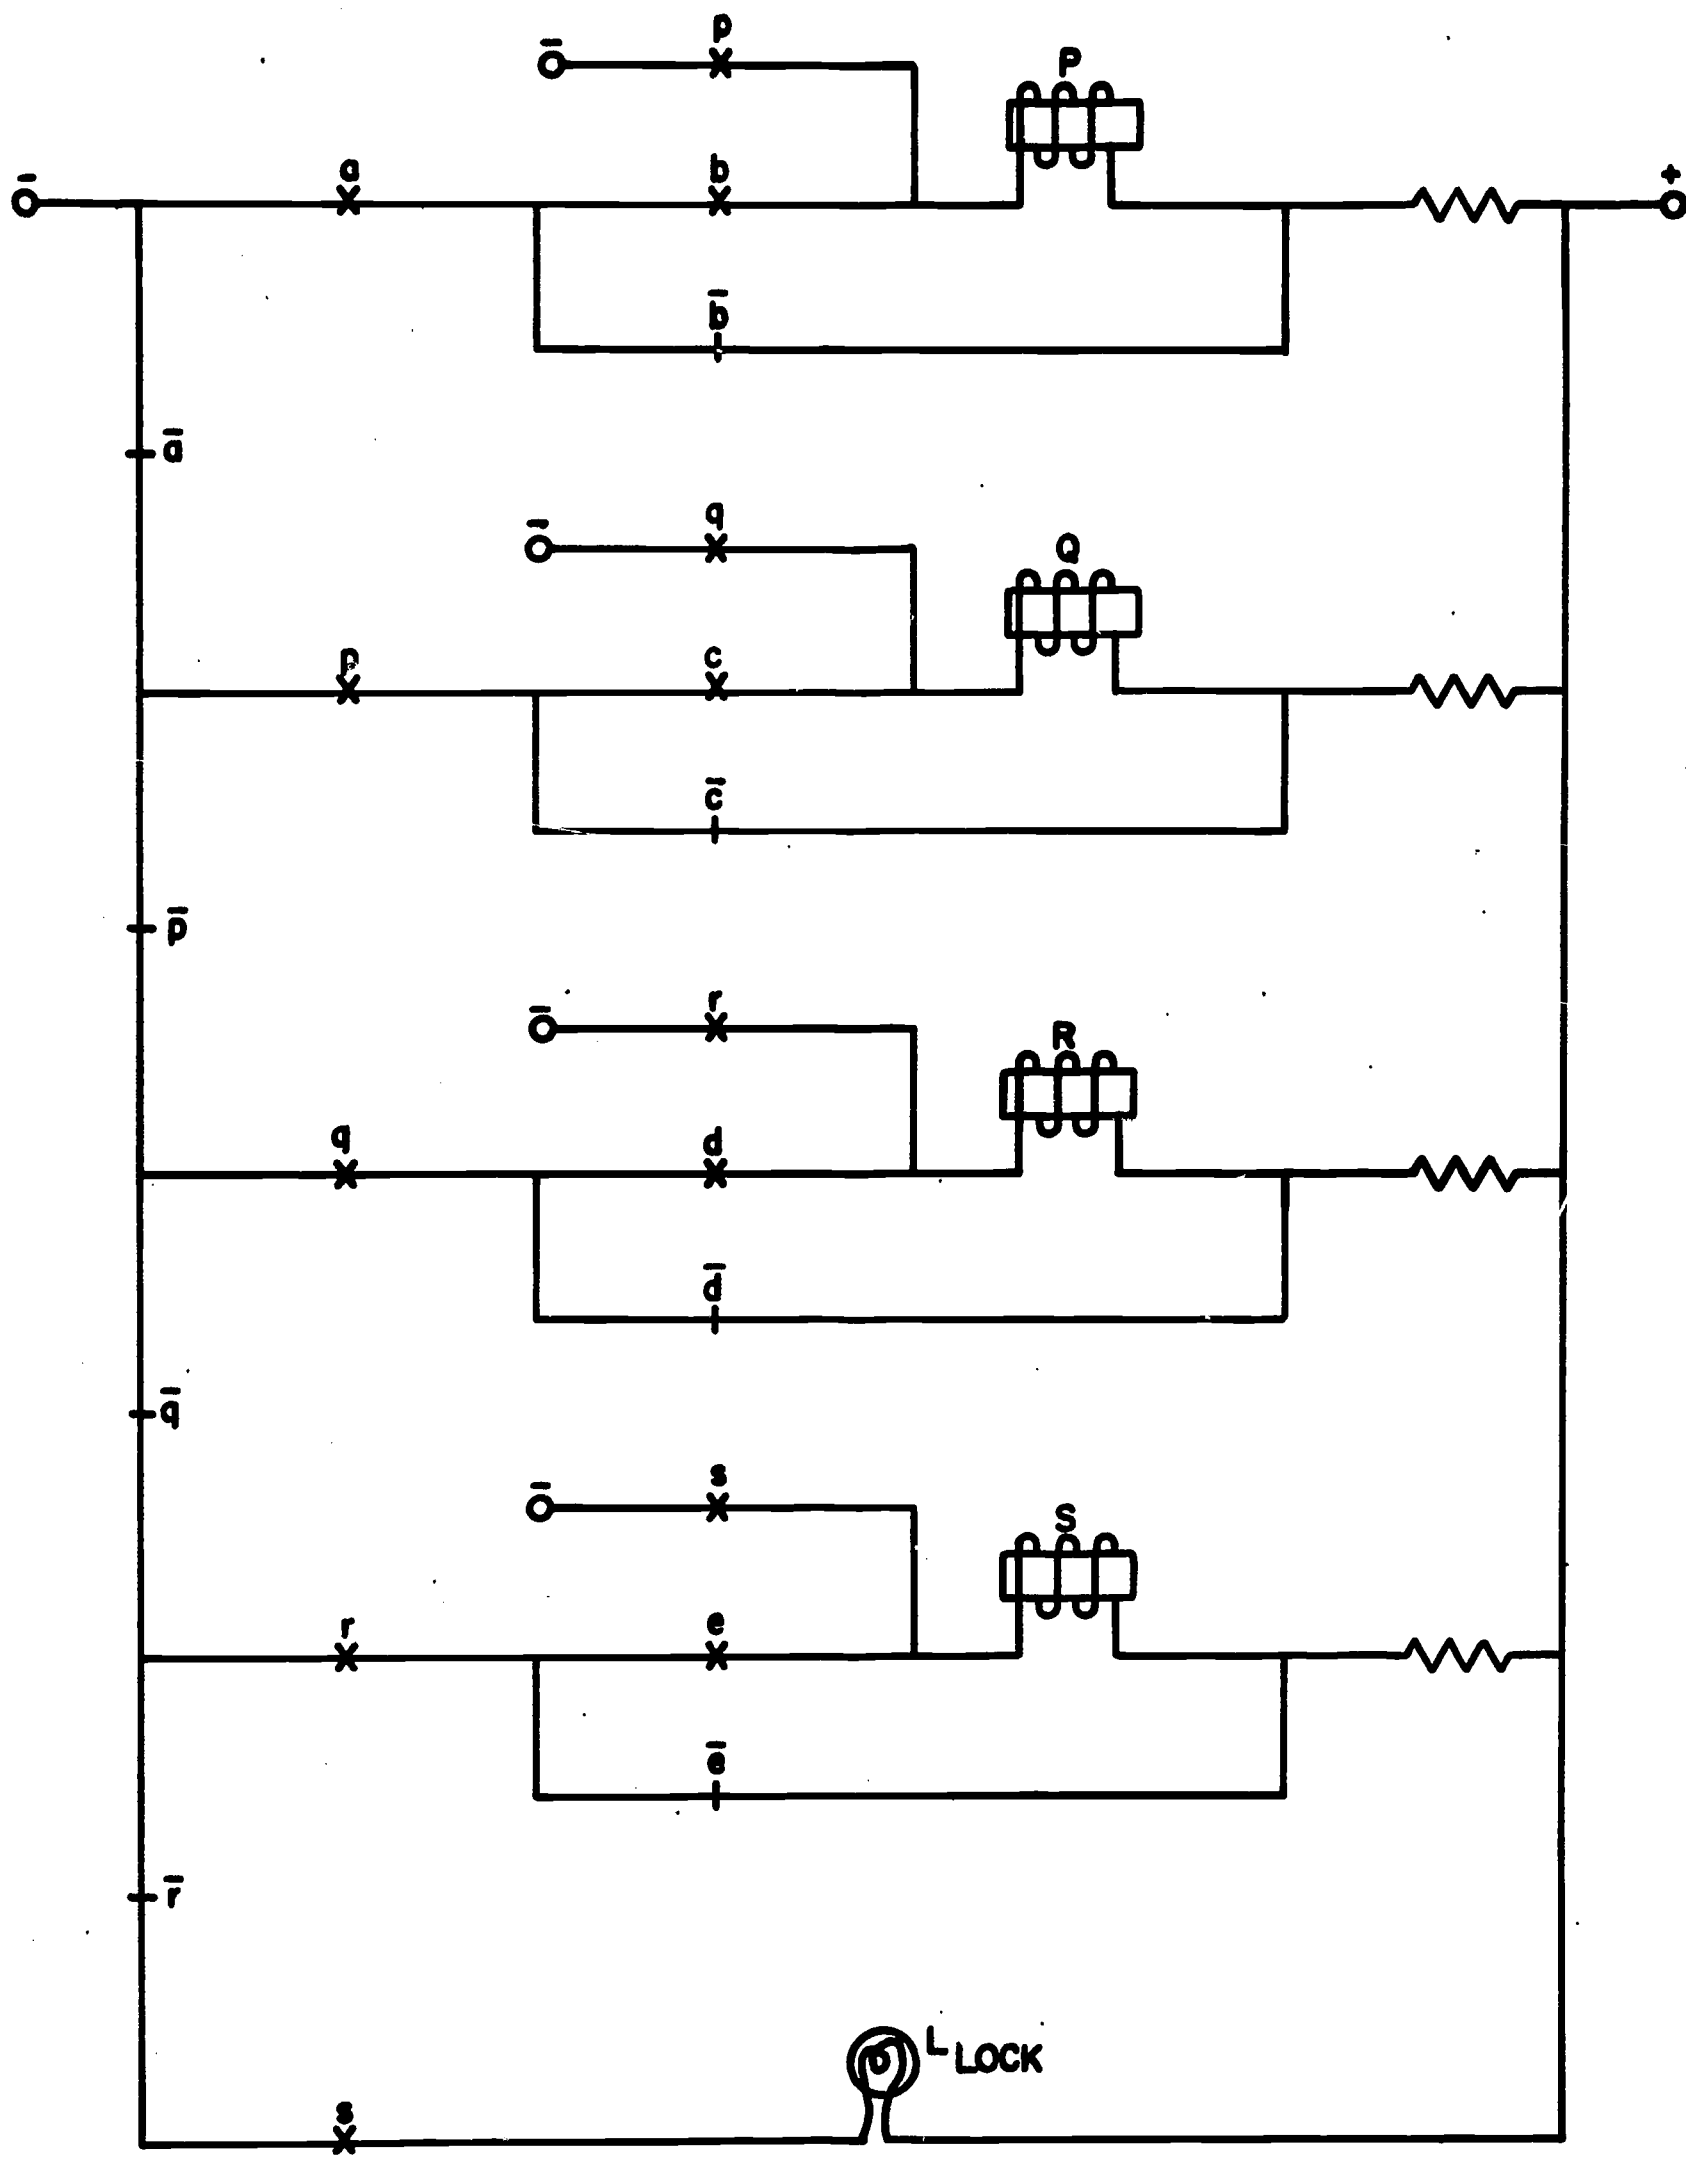 p
P
− a b − +
b̄
ā
− q
Q
p c
c̄
p̄
− r
R
q d
d̄
q̄
− s
S
r e
ē
r̄
L LOCK
s